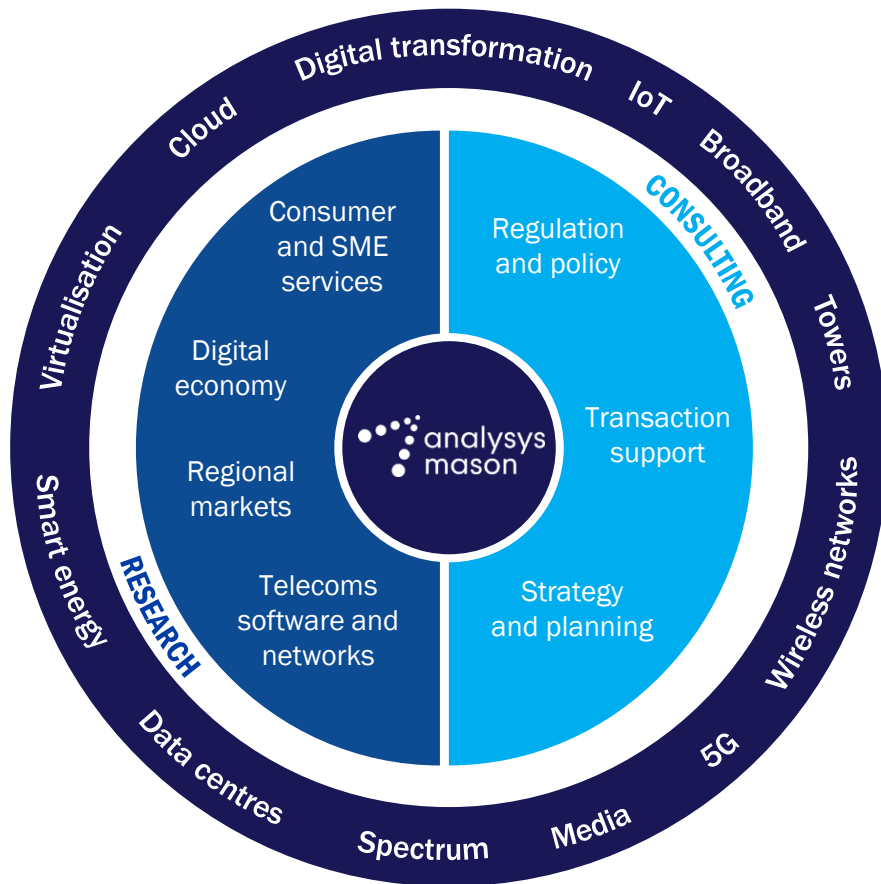 Digital transformation
IoT
Broadband
Towers
Wireless networks
5G
Media
Spectrum
Data centres
Smart energy
Virtualisation
Cloud
CONSULTING
RESEARCH
Consumer
and SME
services
Digital
economy
Regional
markets
Telecoms
software and
networks
Regulation
and policy
Transaction
support
Strategy
and planning
analysys
mason